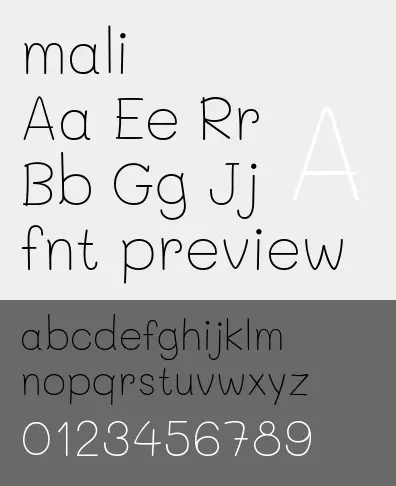 mali
Aa Ee Rr
A
Bb Gg Jj
fnt preview
abcdefghijklm
nopqrstuvwxyz
0123456789